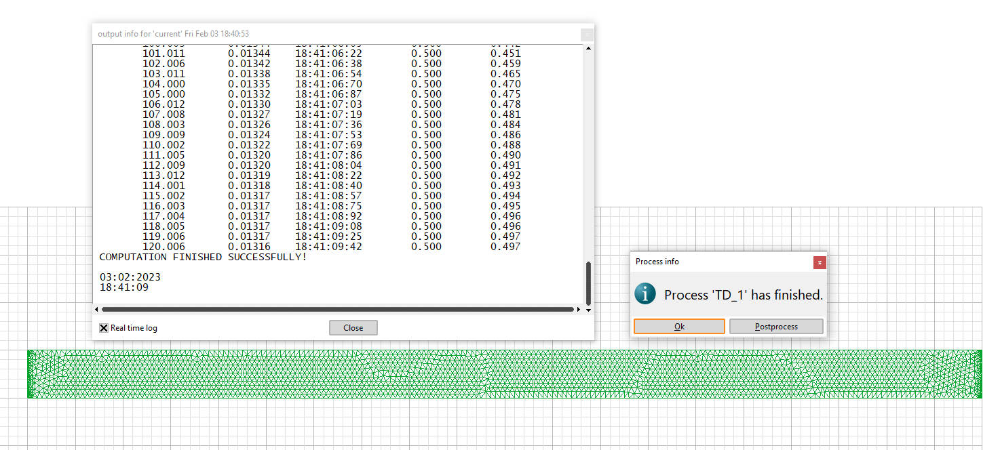 output info for 'current' Fri Feb 03 18:40:53
101.011 0.01344 18:41:06:22 0.500 0.451
102.006 0.01342 18:41:06:38 0.500 0.459
103.011 0.01338 18:41:06:54 0.500 0.465
104.000 0.01335 18:41:06:70 0.500 0.470
105.000 0.01332 18:41:06:87 0.500 0.475
106.012 0.01330 18:41:07:03 0.500 0.478
107.008 0.01327 18:41:07:19 0.500 0.481
108.003 0.01326 18:41:07:36 0.500 0.484
109.009 0.01324 18:41:07:53 0.500 0.486
110.002 0.01322 18:41:07:69 0.500 0.488
111.005 0.01320 18:41:07:86 0.500 0.490
112.009 0.01320 18:41:08:04 0.500 0.491
113.012 0.01319 18:41:08:22 0.500 0.492
114.001 0.01318 18:41:08:40 0.500 0.493
115.002 0.01317 18:41:08:57 0.500 0.494
116.003 0.01317 18:41:08:75 0.500 0.495
117.004 0.01317 18:41:08:92 0.500 0.496
118.005 0.01317 18:41:09:08 0.500 0.496
119.006 0.01317 18:41:09:25 0.500 0.497
120.006 0.01316 18:41:09:42 0.500 0.497
COMPUTATION FINISHED SUCCESSFULLY!
03:02:2023
18:41:09
Real time log
Close
Process info
Process 'TD_1' has finished.
Ok
Postprocess